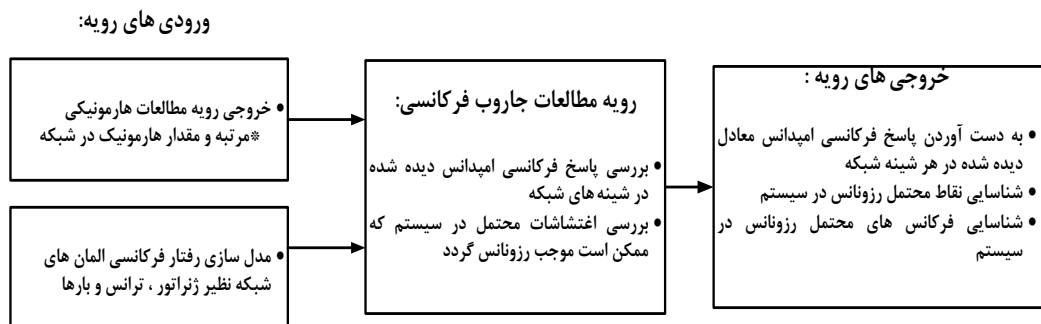 ورودی های رویه:
• خروجی رویه مطالعات هارمونیکی
*مرتبه و مقدار هارمونیک در شبکه
• مدل سازی رفتار فرکانسی المان های
شبکه نظیر ژنراتور ، ترانس و بارها
رویه مطالعات جاروب فرکانسی:
• بررسی پاسخ فرکانسی امپدانس دیده شده
در شینه های شبکه
• بررسی اغتشاشات محتمل در سیستم که
ممکن است موجب رزونانس گردد
خروجی های رویه :
• به دست آوردن پاسخ فرکانسی امپدانس معادل
دیده شده در هر شینه شبکه
• شناسایی نقاط محتمل رزونانس در سیستم
• شناسایی فرکانس های محتمل رزونانس در
سیستم